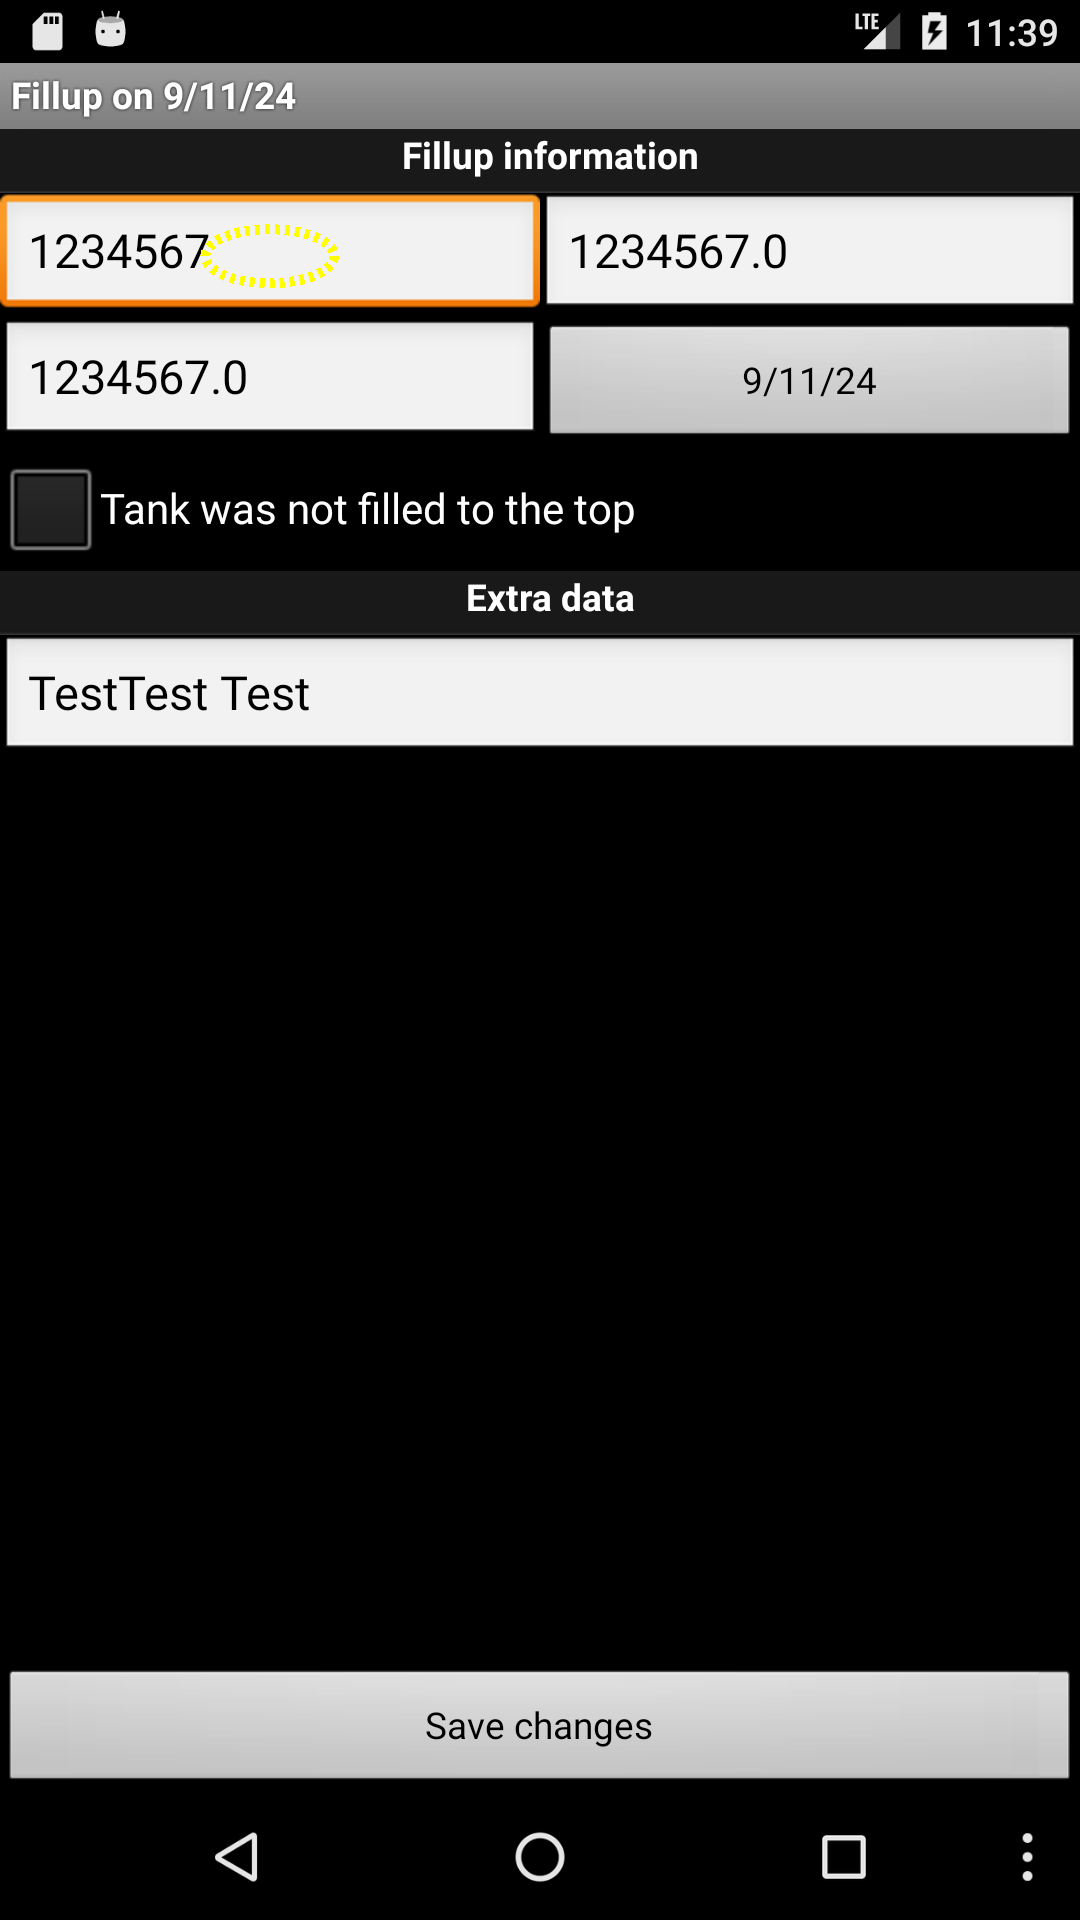 LTE 11:39
Fillup on 9/11/24
Fillup information
1234567 1234567.0
1234567.0 9/11/24
Tank was not filled to the top
Extra data
TestTest Test
Save changes